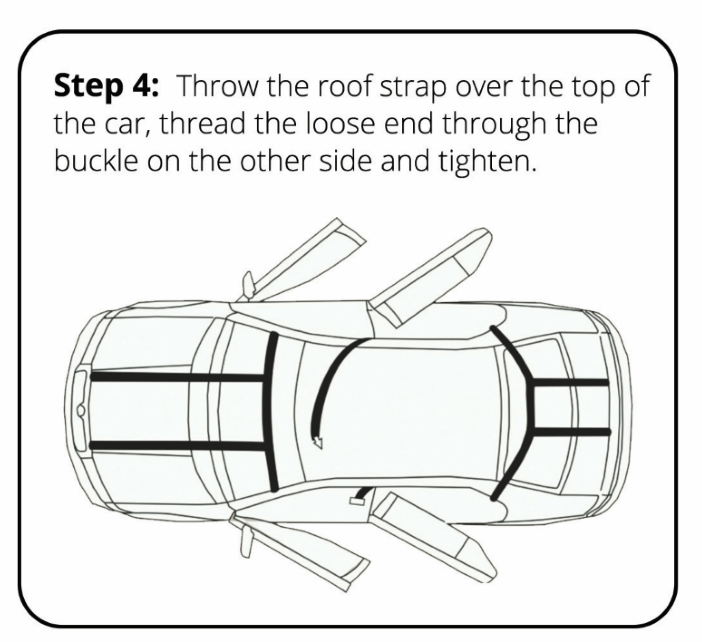 Step 4: Throw the roof strap over the top of
the car, thread the loose end through the
buckle on the other side and tighten.